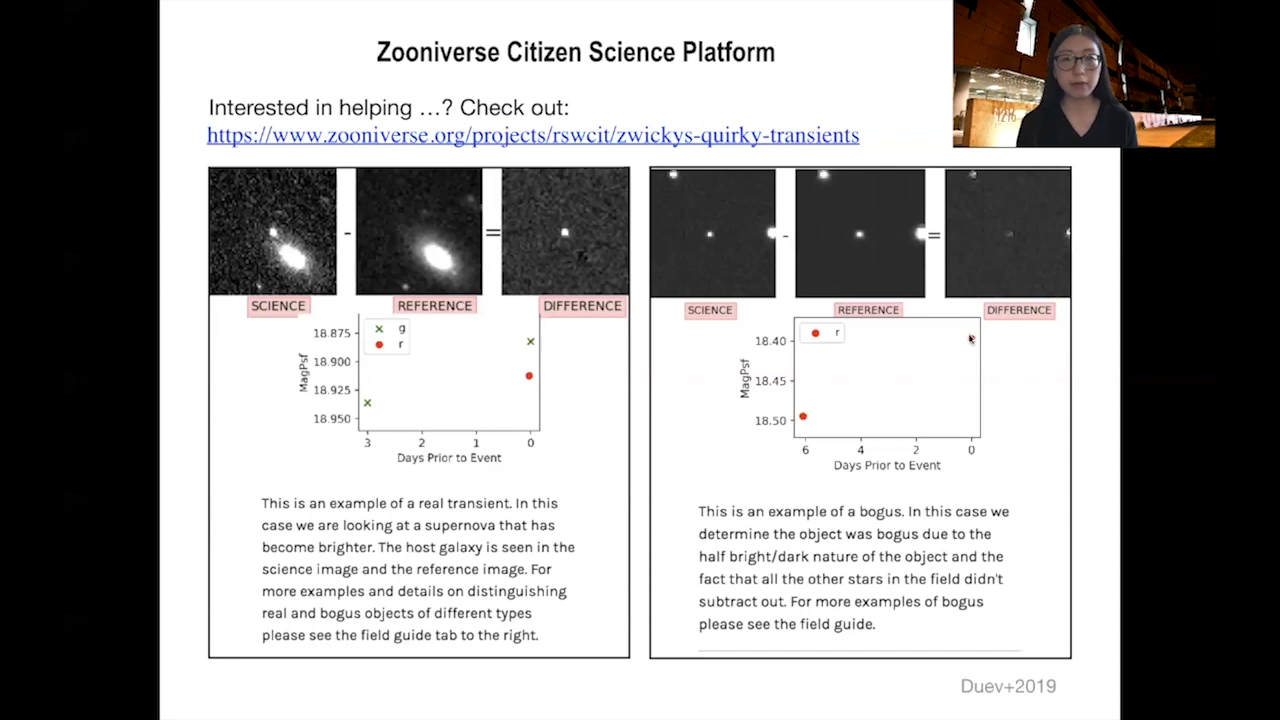 Zooniverse Citizen Science Platform
Interested in helping ...? Check out:
https://www.zooniverse.org/projects/rswcit/zwickys-quirky-transients
- =
SCIENCE REFERENCE DIFFERENCE
g
r
18.875
18.900
18.925
18.950
MagPsf
3 2 1 0
Days Prior to Event
This is an example of a real transient. In this
case we are looking at a supernova that has
become brighter. The host galaxy is seen in the
science image and the reference image. For
more examples and details on distinguishing
real and bogus objects of different types
please see the field guide tab to the right.
- =
SCIENCE REFERENCE DIFFERENCE
r
18.40
18.45
18.50
MagPsf
6 4 2 0
Days Prior to Event
This is an example of a bogus. In this case we
determine the object was bogus due to the
half bright/dark nature of the object and the
fact that all the other stars in the field didn't
subtract out. For more examples of bogus
please see the field guide.
Duev+2019
1216